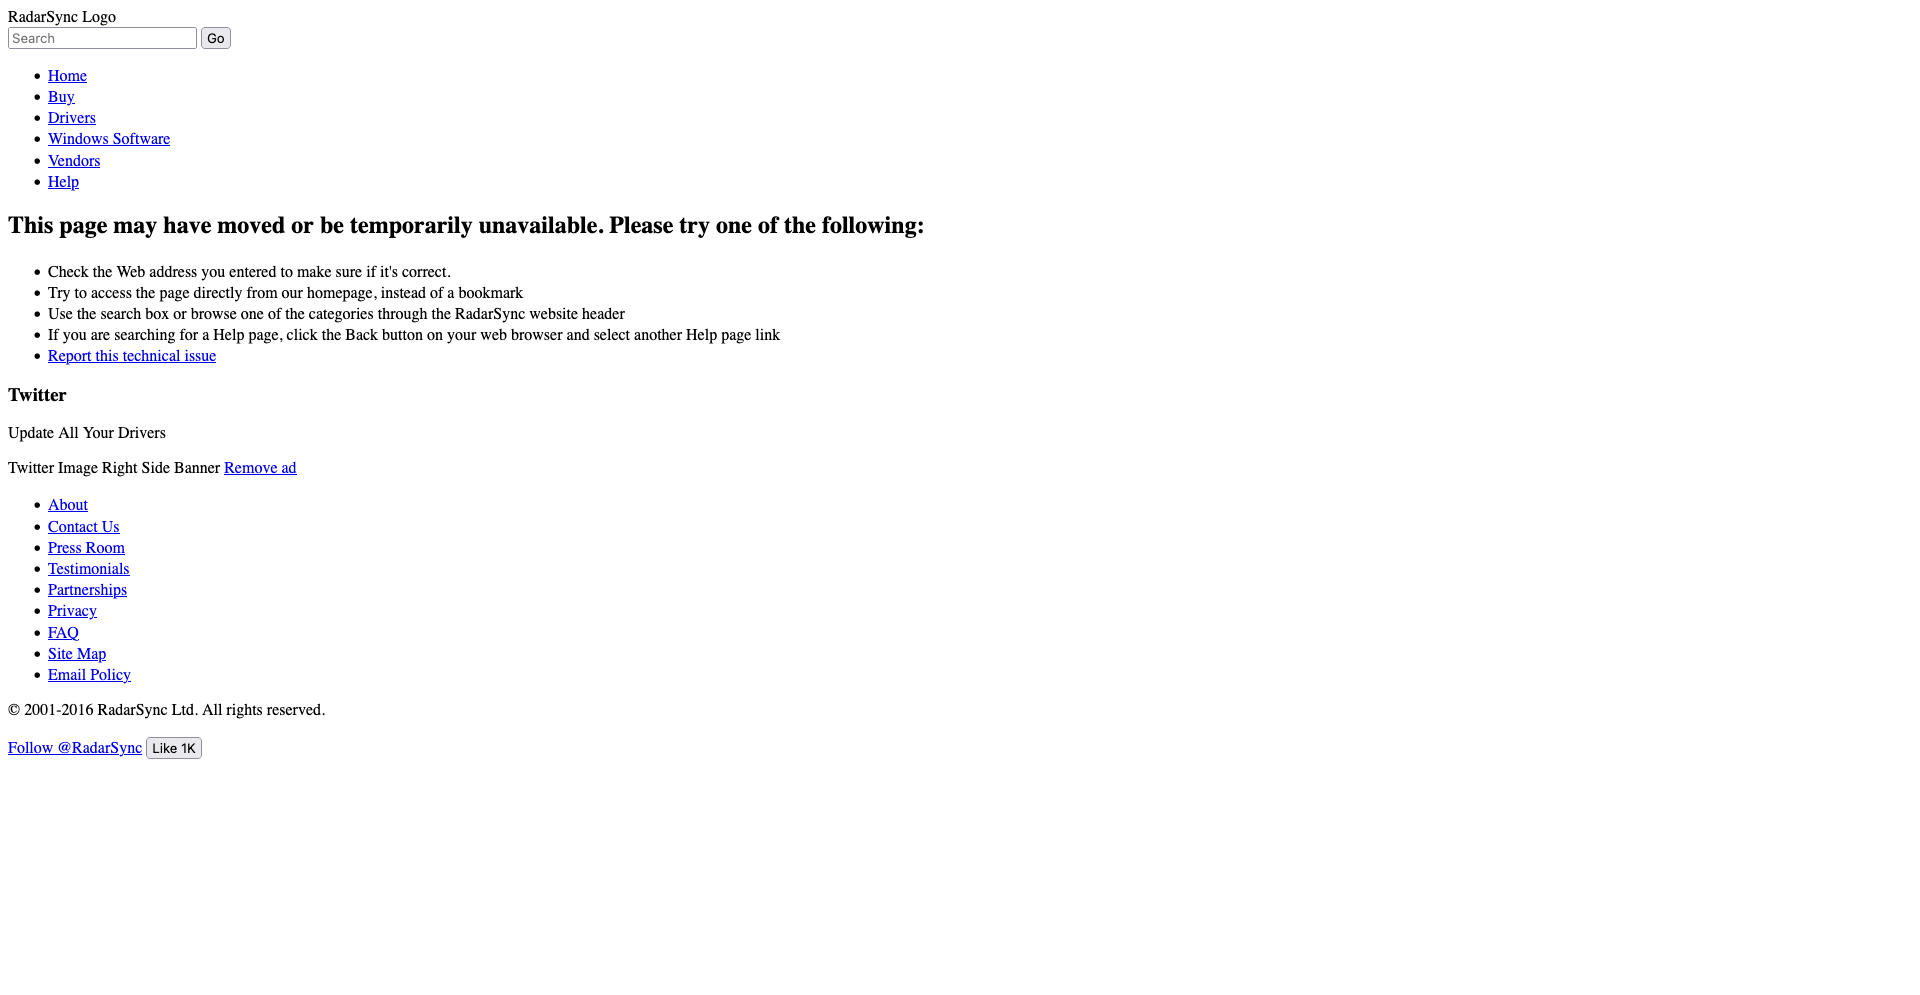 RadarSync Logo
Search Go
Home
Buy
Drivers
Windows Software
Vendors
Help
This page may have moved or be temporarily unavailable. Please try one of the following:
Check the Web address you entered to make sure if it's correct.
Try to access the page directly from our homepage, instead of a bookmark
Use the search box or browse one of the categories through the RadarSync website header
If you are searching for a Help page, click the Back button on your web browser and select another Help page link
Report this technical issue
Twitter
Update All Your Drivers
Twitter Image Right Side Banner Remove ad
About
Contact Us
Press Room
Testimonials
Partnerships
Privacy
FAQ
Site Map
Email Policy
© 2001-2016 RadarSync Ltd. All rights reserved.
Follow @RadarSync Like 1K